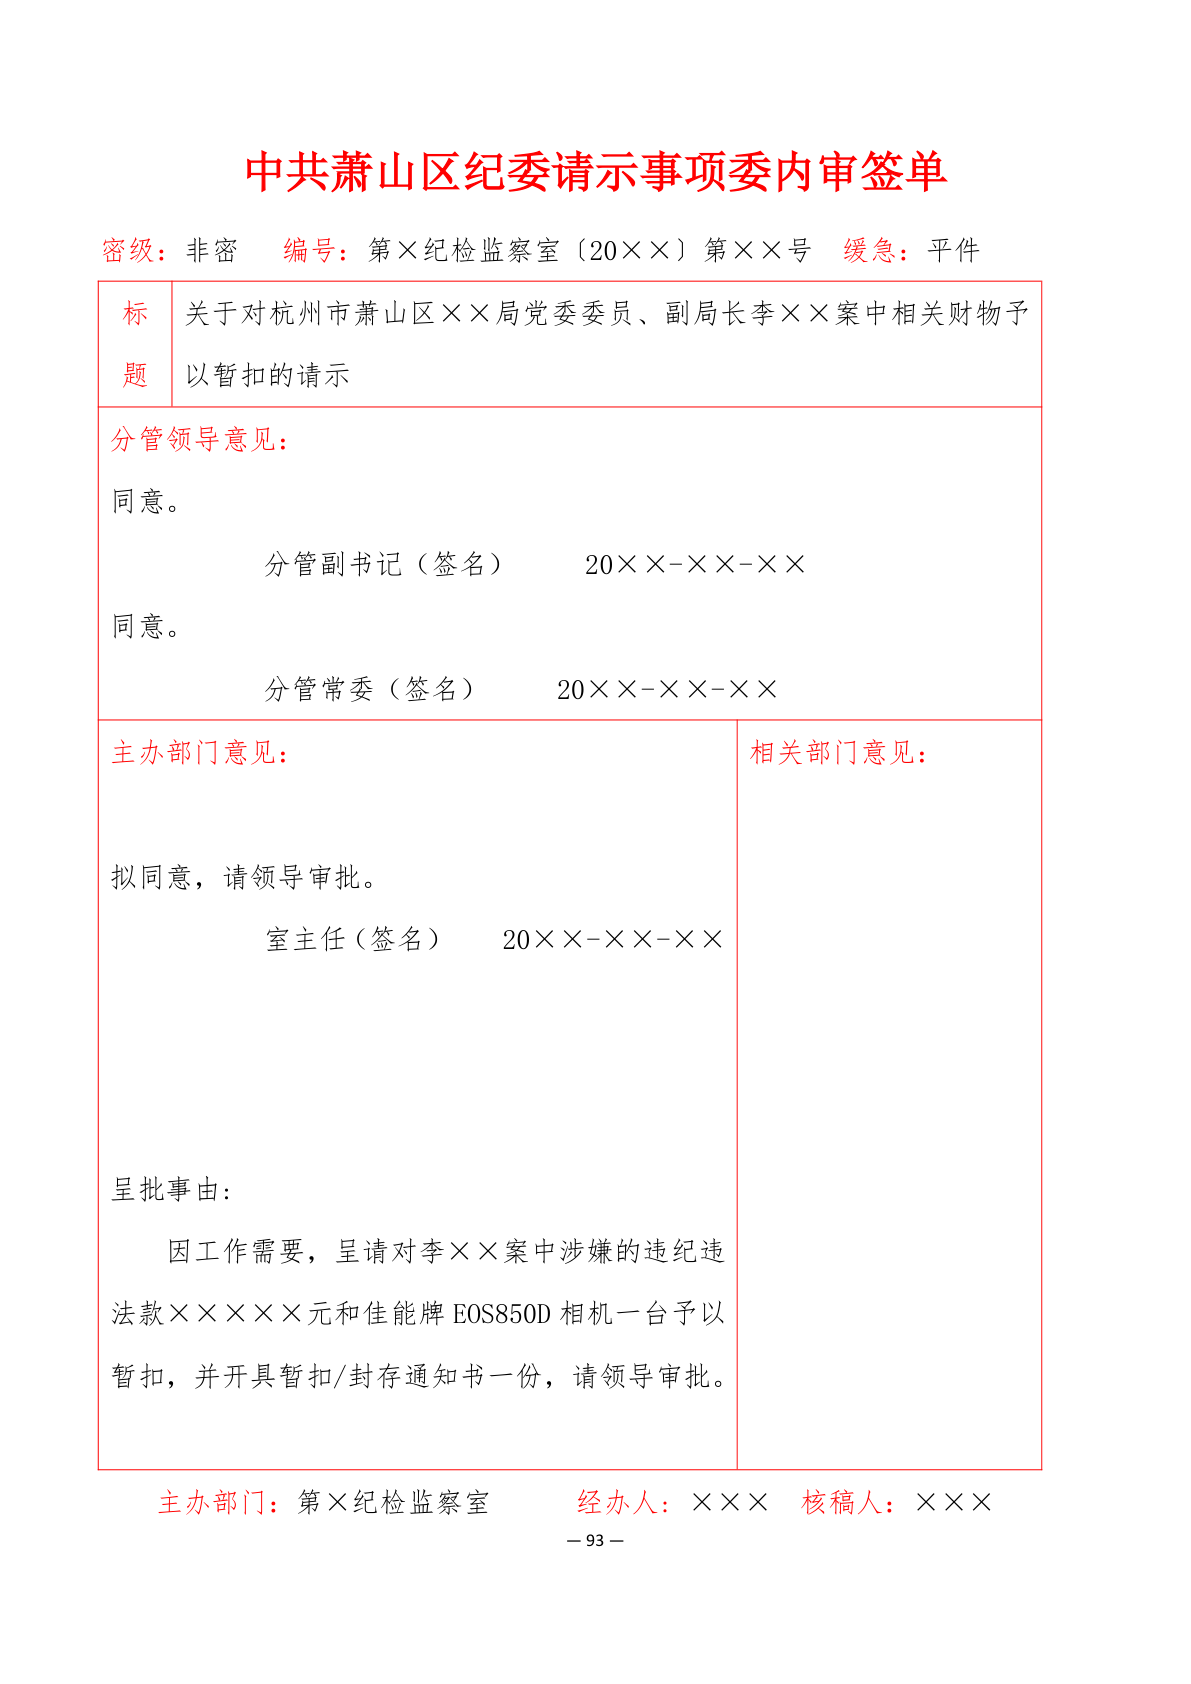 中共萧山区纪委请示事项委内审签单
密级：非密 编号：第×纪检监察室〔20××〕第××号 缓急：平件
标题
关于对杭州市萧山区××局党委委员、副局长李××案中相关财物予
以暂扣的请示
分管领导意见：
同意。
分管副书记（签名） 20××-××-××
同意。
分管常委（签名） 20××-××-××
主办部门意见：
拟同意，请领导审批。
室主任（签名） 20××-××-××
呈批事由：
因工作需要，呈请对李××案中涉嫌的违纪违
法款×××××元和佳能牌 EOS850D 相机一台予以
暂扣，并开具暂扣/封存通知书一份，请领导审批。
相关部门意见：
主办部门：第×纪检监察室 经办人：××× 核稿人：×××
— 93 —